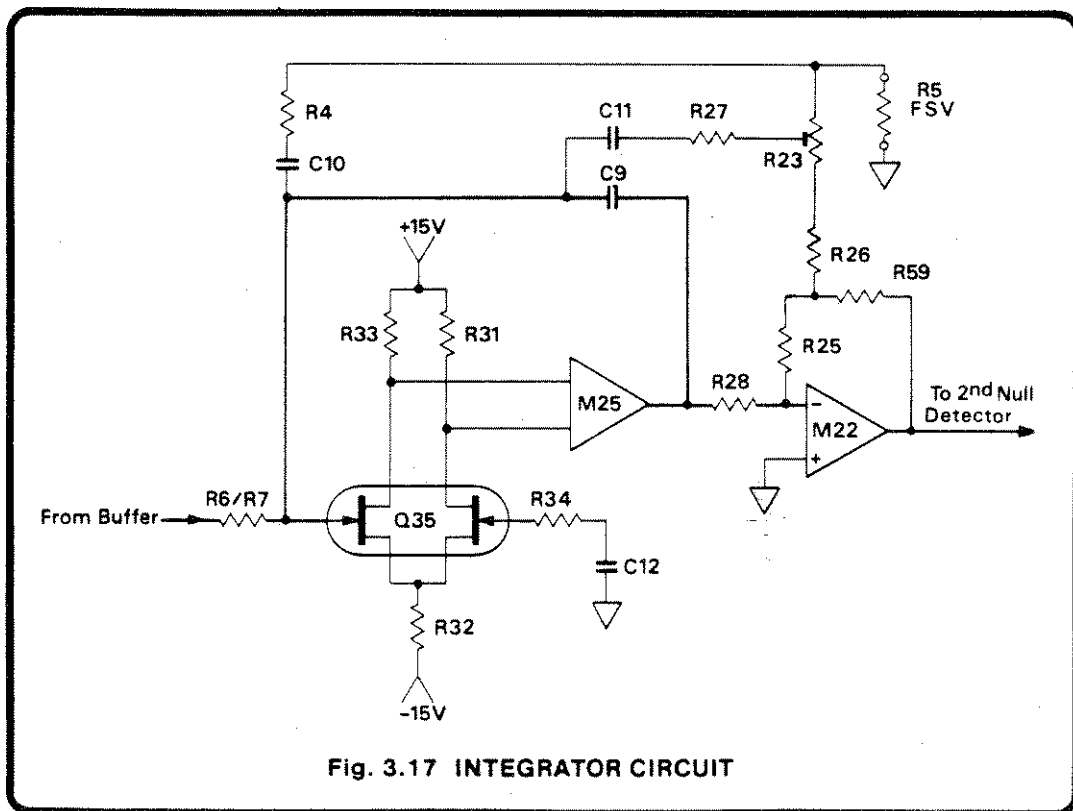 R5
FSV
R4
C11
R27
C10
R23
C9
+15V
R26
R59
R33
R31
R25
M25
R28
To 2nd Null
Detector
-
M22
+
R6/R7
From Buffer
Q35
R34
C12
R32
-15V
Fig. 3.17 INTEGRATOR CIRCUIT